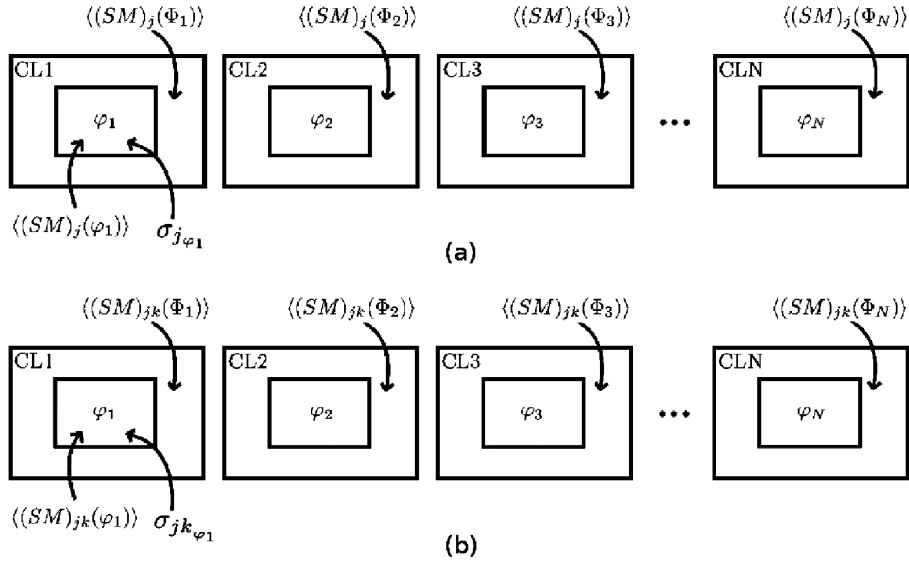 ⟨(SM)_j(Φ_1)⟩ ⟨(SM)_j(Φ_2)⟩ ⟨(SM)_j(Φ_3)⟩ ⟨(SM)_j(Φ_N)⟩
CL1 CL2 CL3 CLN
φ_1 φ_2 φ_3 ••• φ_N
⟨(SM)_j(φ_1)⟩ σ_{j_{φ_1}}
(a)
⟨(SM)_{jk}(Φ_1)⟩ ⟨(SM)_{jk}(Φ_2)⟩ ⟨(SM)_{jk}(Φ_3)⟩ ⟨(SM)_{jk}(Φ_N)⟩
CL1 CL2 CL3 CLN
φ_1 φ_2 φ_3 ••• φ_N
⟨(SM)_{jk}(φ_1)⟩ σ_{jk_{φ_1}}
(b)